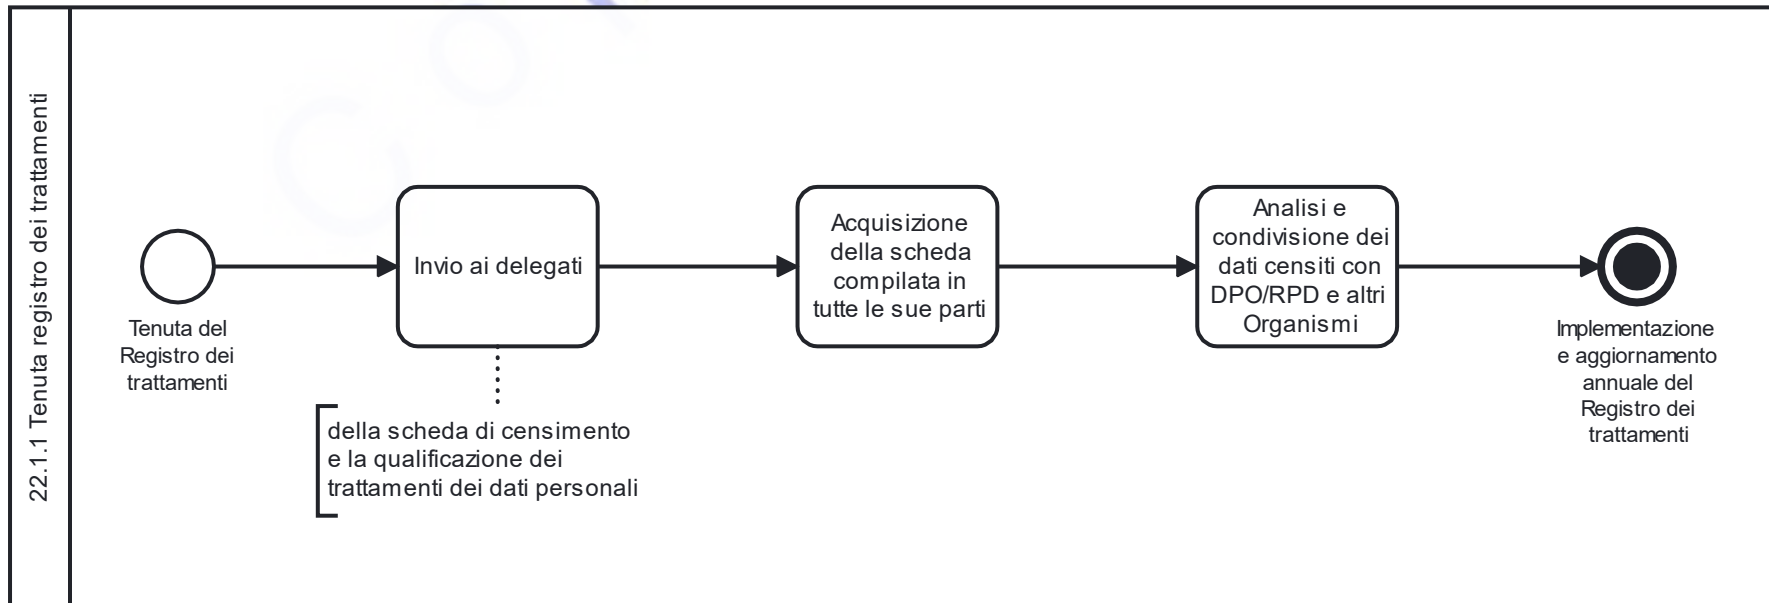 22.1.1 Tenuta registro dei trattamenti
Tenuta del
Registro dei
trattamenti
Invio ai delegati
della scheda di censimento
e la qualificazione dei
trattamenti dei dati personali
Acquisizione
della scheda
compilata in
tutte le sue parti
Analisi e
condivisione dei
dati censiti con
DPO/RPD e altri
Organismi
Implementazione
e aggiornamento
annuale del
Registro dei
trattamenti